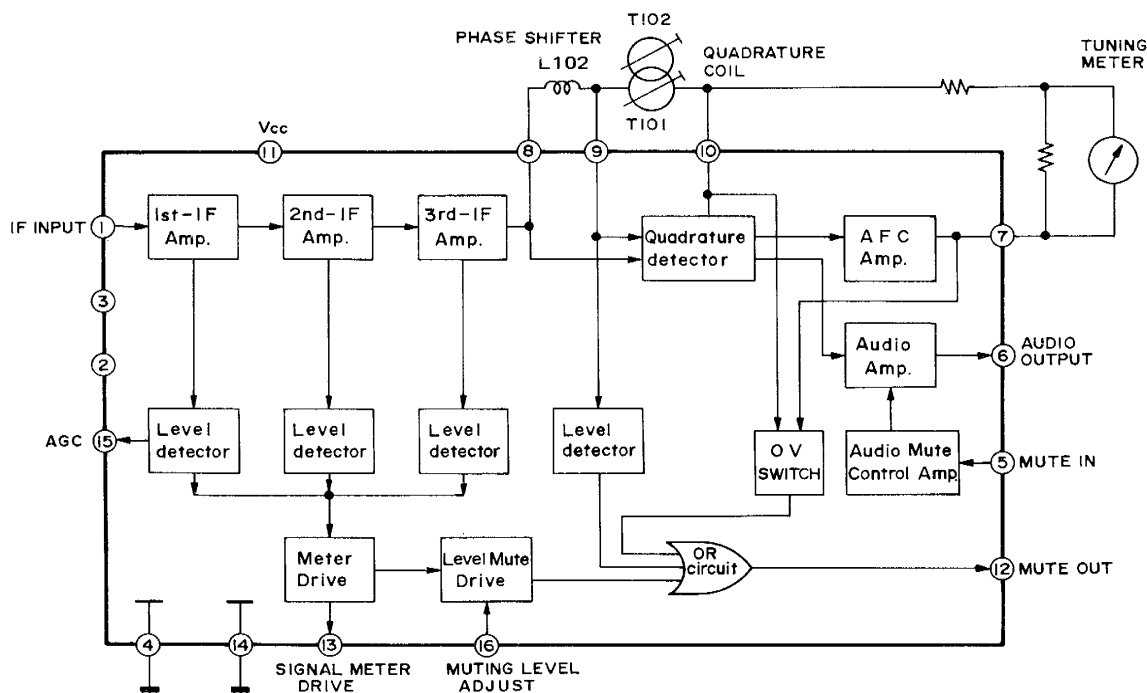 T102
PHASE SHIFTER
L102
QUADRATURE
COIL
TUNING
METER
T101
Vcc
11
8
9
10
IF INPUT
1
1st-IF
Amp.
2nd-IF
Amp.
3rd-IF
Amp.
Quadrature
detector
AFC
Amp.
7
3
2
Audio
Amp.
6
AUDIO
OUTPUT
AGC
15
Level
detector
Level
detector
Level
detector
Level
detector
OV
SWITCH
Audio Mute
Control Amp.
5
MUTE IN
Meter
Drive
Level Mute
Drive
OR
circuit
12
MUTE OUT
4
14
13
16
SIGNAL METER
DRIVE
MUTING LEVEL
ADJUST